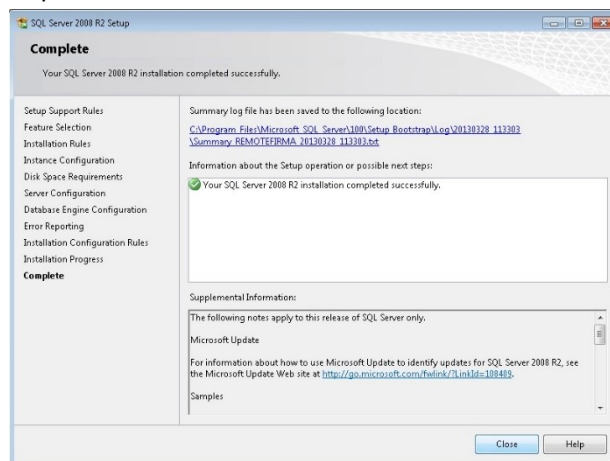 SQL Server 2008 R2 Setup
Complete
Your SQL Server 2008 R2 installation completed successfully.
Setup Support Rules
Feature Selection
Installation Rules
Instance Configuration
Disk Space Requirements
Server Configuration
Database Engine Configuration
Error Reporting
Installation Configuration Rules
Installation Progress
Complete
Summary log file has been saved to the following location:
C:\Program Files\Microsoft SQL Server\100\Setup Bootstrap\Log\20130328_113303
\Summary_REMOTEFIRMA_20130328_113303.txt
Information about the Setup operation or possible next steps:
Your SQL Server 2008 R2 installation completed successfully.
Supplemental Information:
The following notes apply to this release of SQL Server only.
Microsoft Update
For information about how to use Microsoft Update to identify updates for SQL Server 2008 R2, see
the Microsoft Update Web site at http://go.microsoft.com/fwlink/?LinkId=108409.
Samples
Close
Help